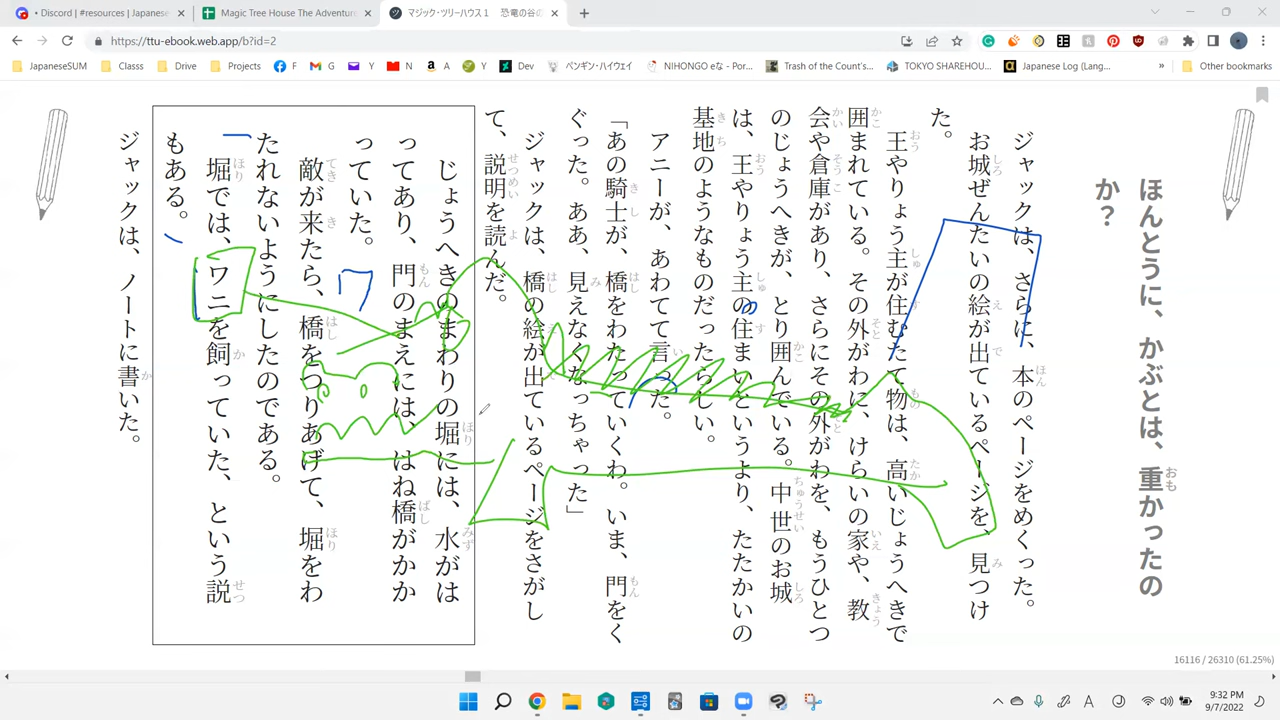 • Discord | #resources | Japanese
Magic Tree House The Adventure
マジック・ツリーハウス 1　恐竜の谷の
https://ttu-ebook.web.app/b?id=2
JapaneseSUM
Classs
Drive
Projects
F
G
Y
N
A
Y
Dev
ペンギン・ハイウェイ
NIHONGO eな - Por...
Trash of the Count's...
TOKYO SHAREHOU...
Japanese Log (Lang...
»
Other bookmarks
ほんとうに、かぶとは、重かったの
か？
ジャックは、さらに、本のページをめくった。
お城ぜんたいの絵が出ているページを、見つけ
た。
王やりょう主が住むたて物は、高いじょうへきで
囲まれている。その外がわに、けらいの家や、教
会や倉庫があり、さらにその外がわを、もうひとつ
のじょうへきが、とり囲んでいる。中世のお城
は、王やりょう主の住まいというより、たたかいの
基地のようなものだったらしい。
アニーが、あわてて言った。
「あの騎士が、橋をわたっていくわ。いま、門をく
ぐった。ああ、見えなくなっちゃった」
ジャックは、橋の絵が出ているページをさがし
て、説明を読んだ。
じょうへきのまわりの堀には、水がは
ってあり、門のまえには、はね橋がかか
っていた。
敵が来たら、橋をつりあげて、堀をわ
たれないようにしたのである。
堀では、ワニを飼っていた、という説
もある。
ジャックは、ノートに書いた。
16116 / 26310 (61.25%)
9:32 PM
9/7/2022